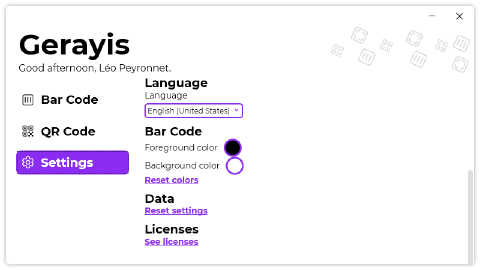 Gerayis
Good afternoon, Léo Peyronnet.
Bar Code
QR Code
Settings
Language
Language
English (United States)
Bar Code
Foreground color
Background color
Reset colors
Data
Reset settings
Licenses
See licenses